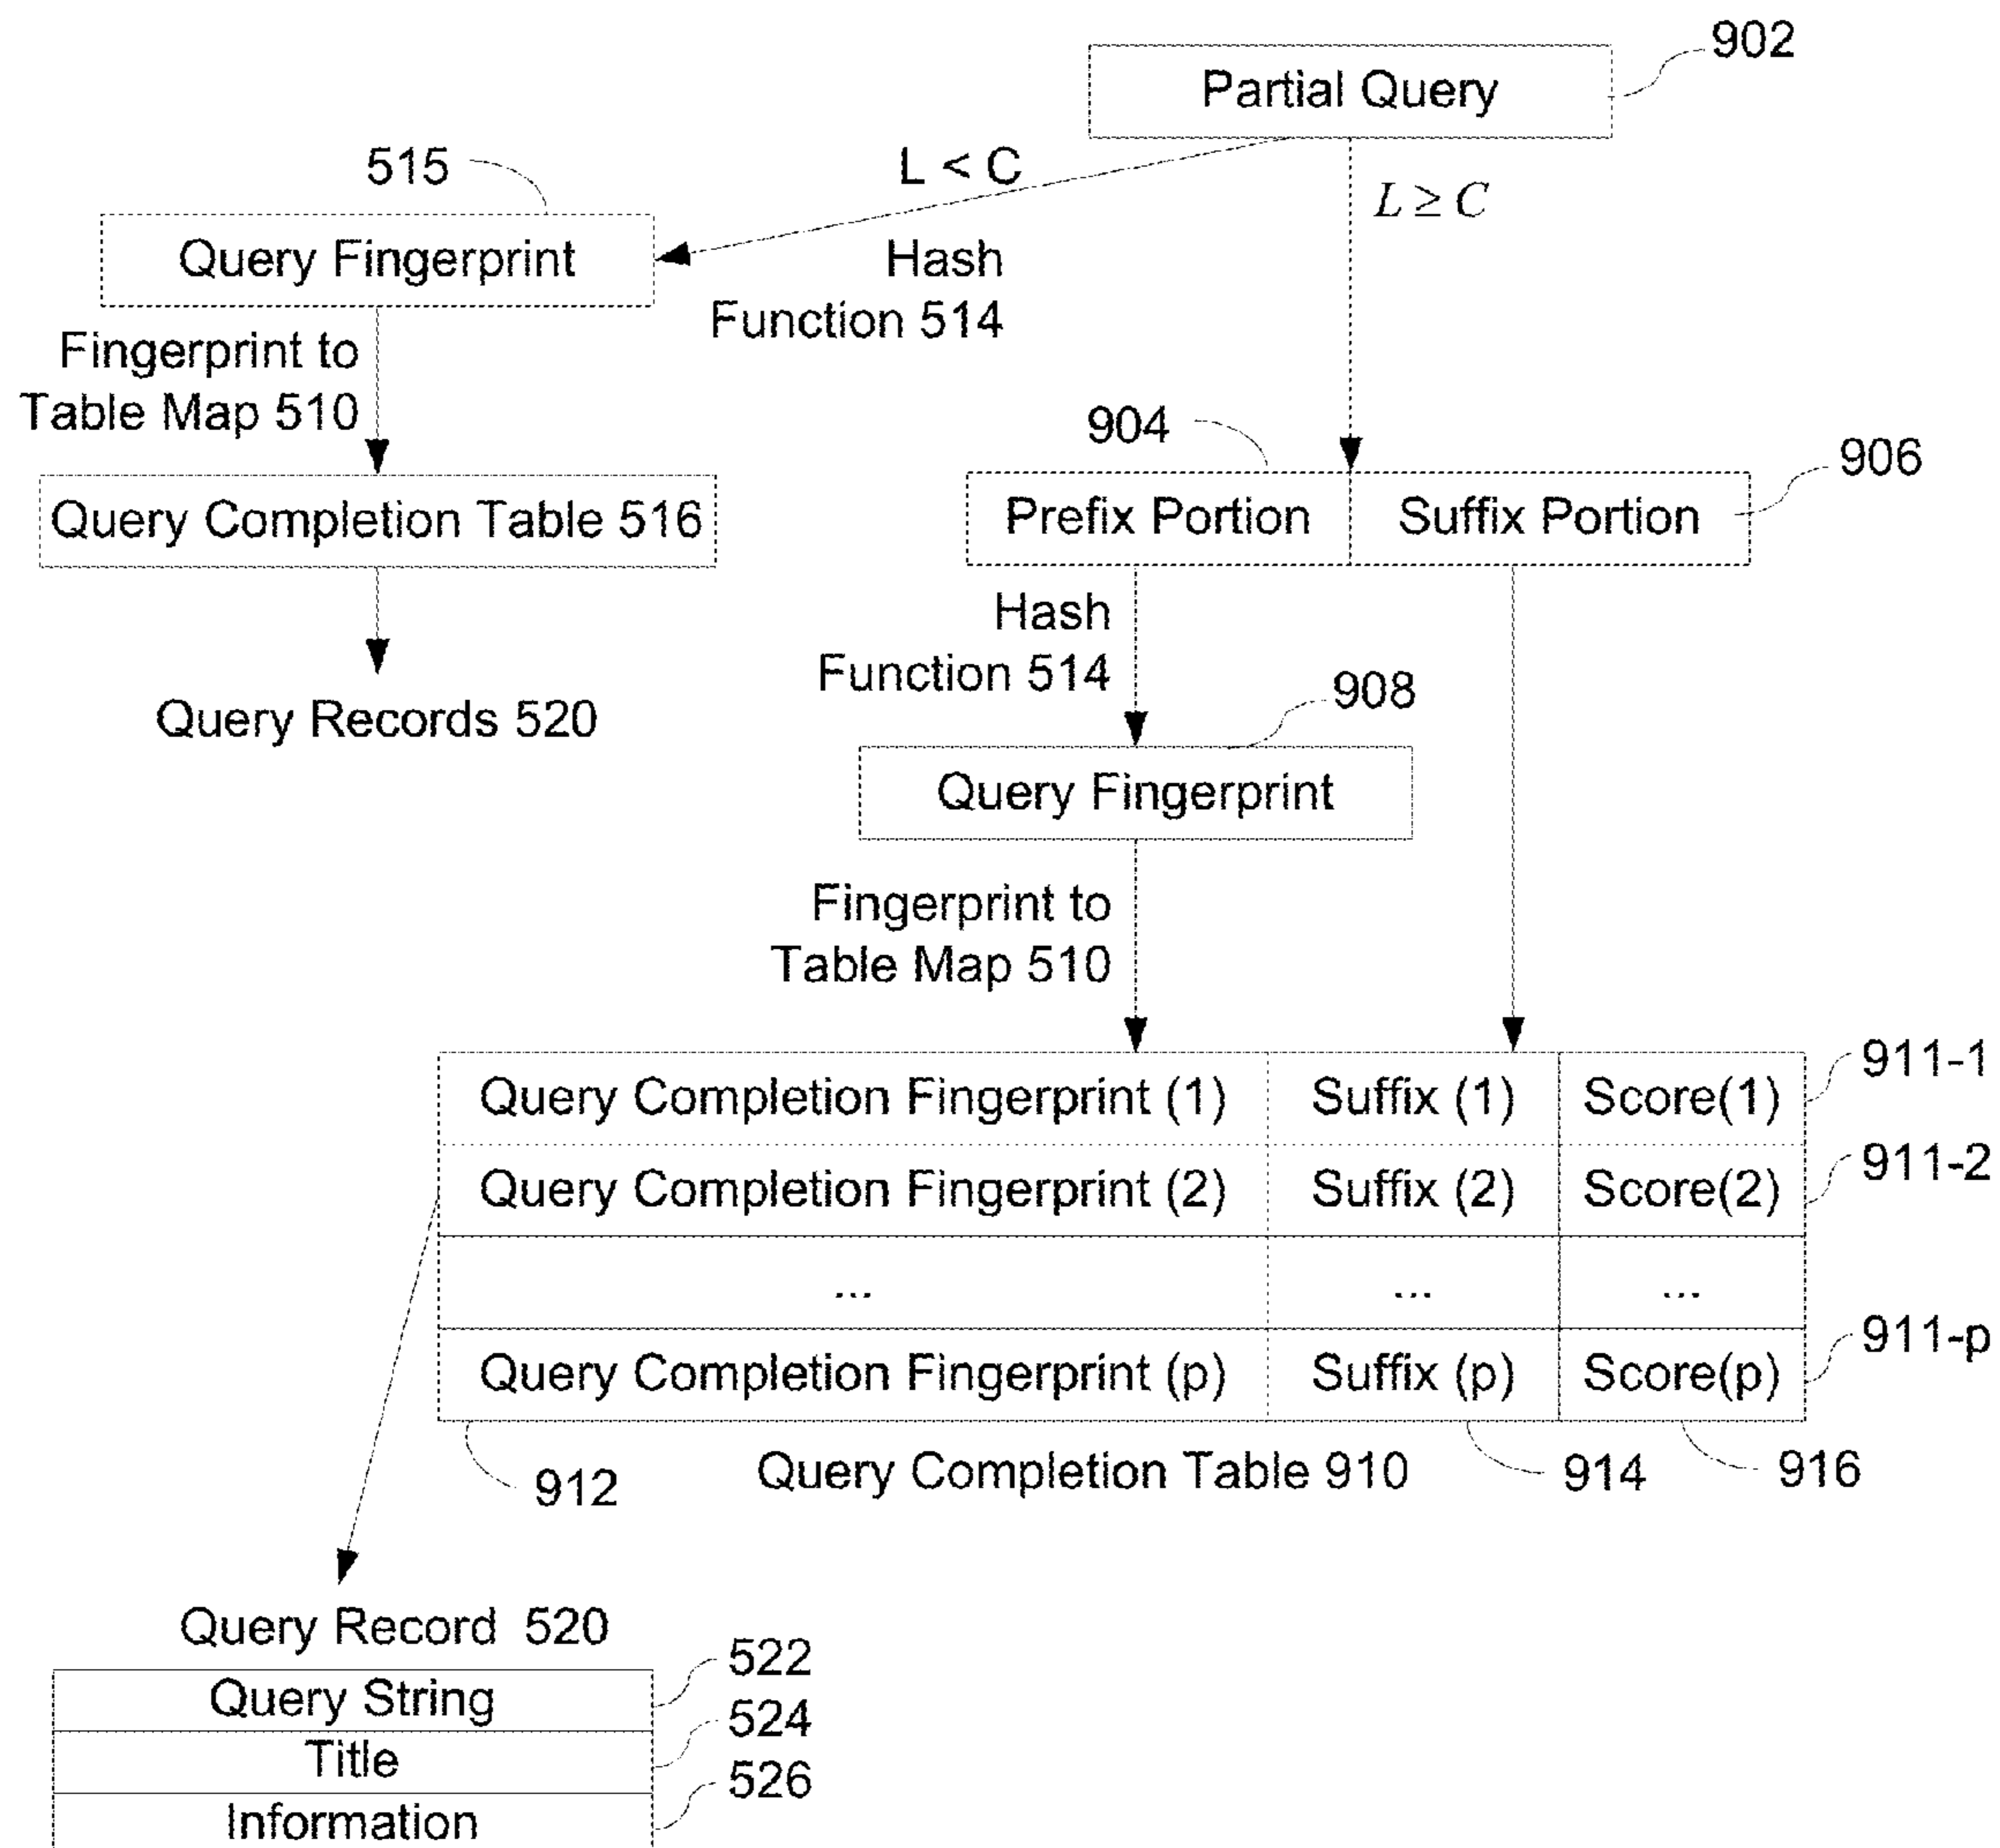 902
Partial Query
515
L < C
L ≥ C
Query Fingerprint
Hash
Function 514
Fingerprint to
Table Map 510
904
906
Query Completion Table 516
Prefix Portion
Suffix Portion
Hash
Function 514
Query Records 520
908
Query Fingerprint
Fingerprint to
Table Map 510
Query Completion Fingerprint (1) Suffix (1) Score(1)
911-1
Query Completion Fingerprint (2) Suffix (2) Score(2)
911-2
... ... ...
Query Completion Fingerprint (p) Suffix (p) Score(p)
911-p
912
Query Completion Table 910
914
916
Query Record 520
Query String
522
Title
524
Information
526